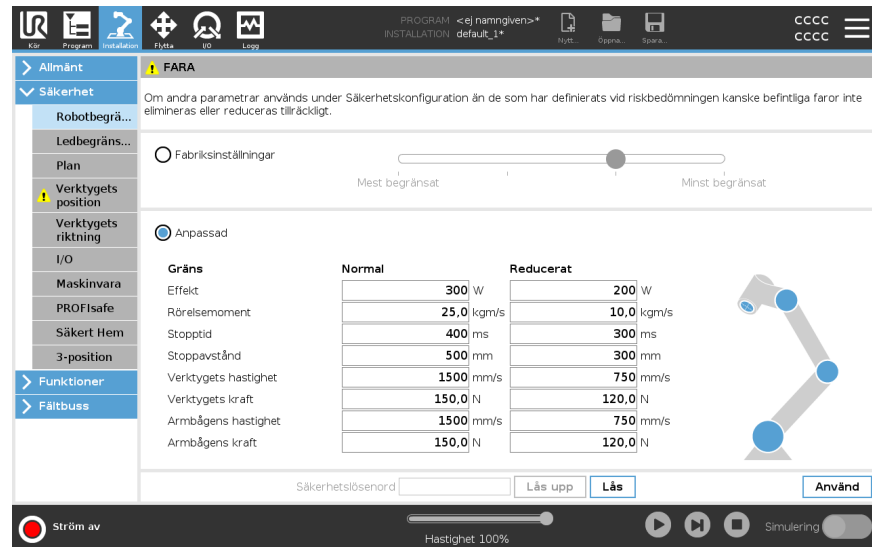 PROGRAM <ej namngiven>*
INSTALLATION default_1*
cccc
cccc
Kör Program Installation Flytta I/O Logg Nytt... Öppna... Spara...
Allmänt
Säkerhet
Robotbegrä...
Ledbegräns...
Plan
Verktygets position
Verktygets riktning
I/O
Maskinvara
PROFIsafe
Säkert Hem
3-position
Funktioner
Fältbuss
FARA
Om andra parametrar används under Säkerhetskonfiguration än de som har definierats vid riskbedömningen kanske befintliga faror inte
elimineras eller reduceras tillräckligt.
Fabriksinställningar
Mest begränsat Minst begränsat
Anpassad
Gräns Normal Reducerat
Effekt 300 W 200 W
Rörelsemoment 25,0 kgm/s 10,0 kgm/s
Stopptid 400 ms 300 ms
Stoppavstånd 500 mm 300 mm
Verktygets hastighet 1500 mm/s 750 mm/s
Verktygets kraft 150,0 N 120,0 N
Armbågens hastighet 1500 mm/s 750 mm/s
Armbågens kraft 150,0 N 120,0 N
Säkerhetslösenord Lås upp Lås Använd
Ström av
Hastighet 100%
Simulering